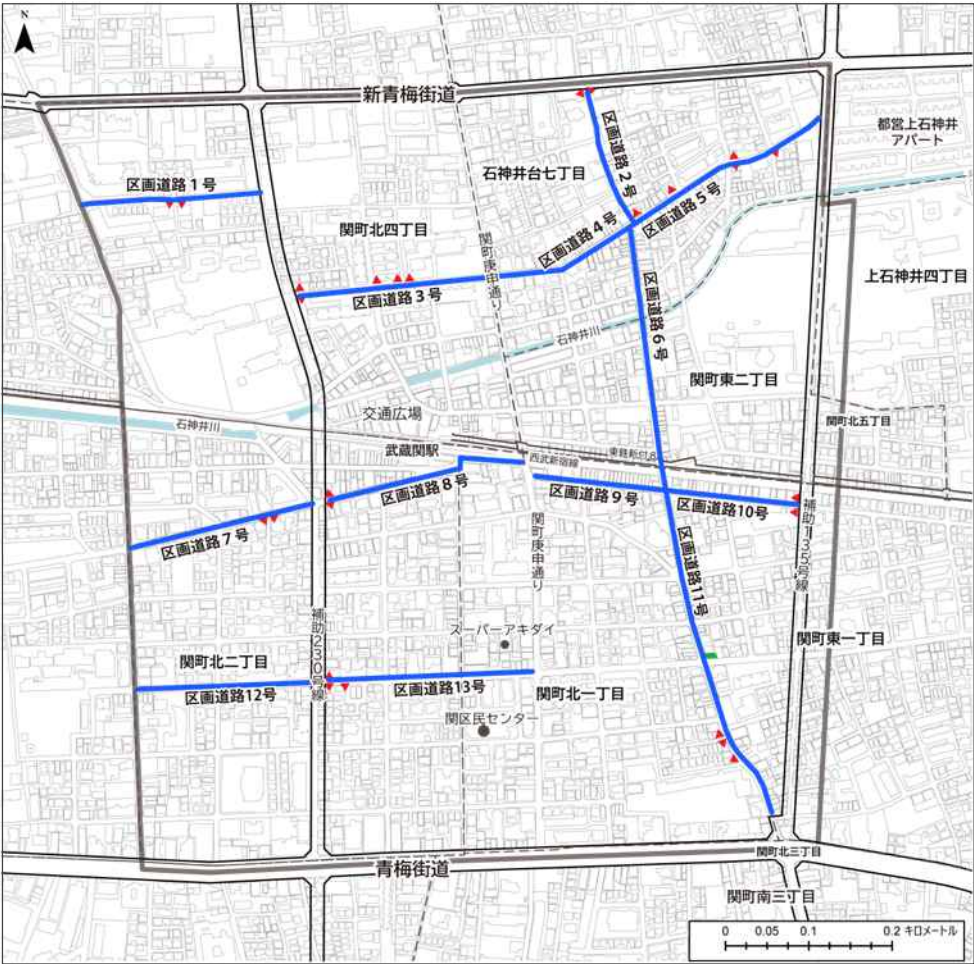 N
新青梅街道
都営上石神井
アパート
区画道路2号
石神井台七丁目
区画道路1号
区画道路5号
関町北四丁目
区画道路4号
関町庚申通り
上石神井四丁目
区画道路3号
区画道路6号
石神井川
関町東二丁目
交通広場
関町北五丁目
石神井川
武蔵関駅
西武新宿線
区画道路8号
区画道路9号
区画道路10号
補助135号線
区画道路7号
関町庚申通り
区画道路11号
補助230号線
スーパーアキダイ
関町東一丁目
関町北二丁目
区画道路12号
区画道路13号
関町北一丁目
関区民センター
関町北三丁目
青梅街道
関町南三丁目
0 0.05 0.1 0.2 キロメートル